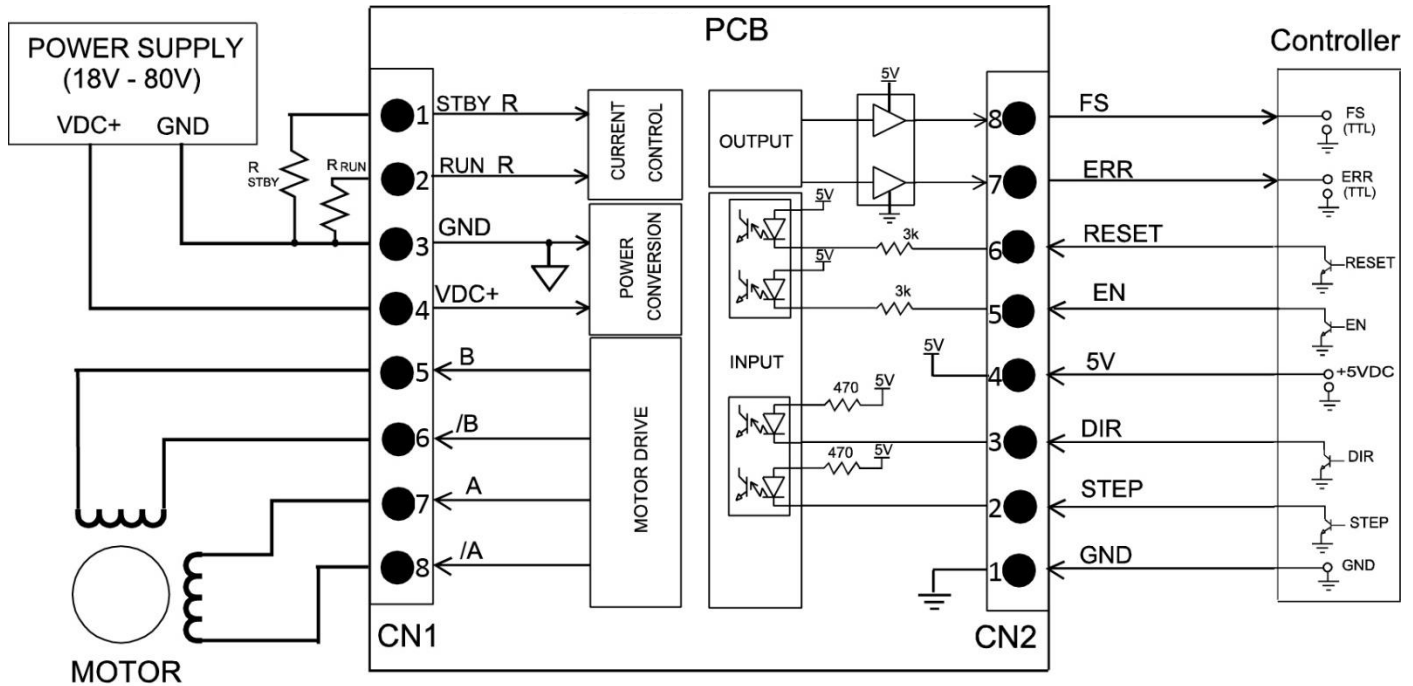 PCB
POWER SUPPLY
(18V - 80V)
VDC+ GND
R
STBY
R RUN
1
STBY R
2
RUN R
3
GND
4
VDC+
5
B
6
/B
7
A
8
/A
CN1
MOTOR
CURRENT
CONTROL
POWER
CONVERSION
MOTOR DRIVE
OUTPUT
5V
INPUT
5V
3k
5V
3k
5V
470
5V
470
5V
8
FS
7
ERR
6
RESET
5
EN
4
5V
3
DIR
2
STEP
1
GND
CN2
Controller
FS
(TTL)
ERR
(TTL)
RESET
EN
+5VDC
DIR
STEP
GND